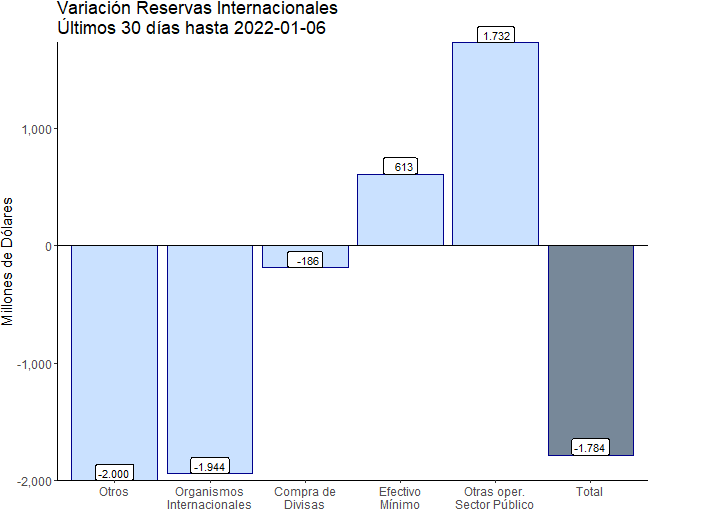 Variación Reservas Internacionales
Últimos 30 días hasta 2022-01-06
1.732
1,000
613
0
-186
Millones de Dólares
-1,000
-1.784
-1.944
-2.000
-2,000
Otros
Organismos
Internacionales
Compra de
Divisas
Efectivo
Mínimo
Otras oper.
Sector Público
Total